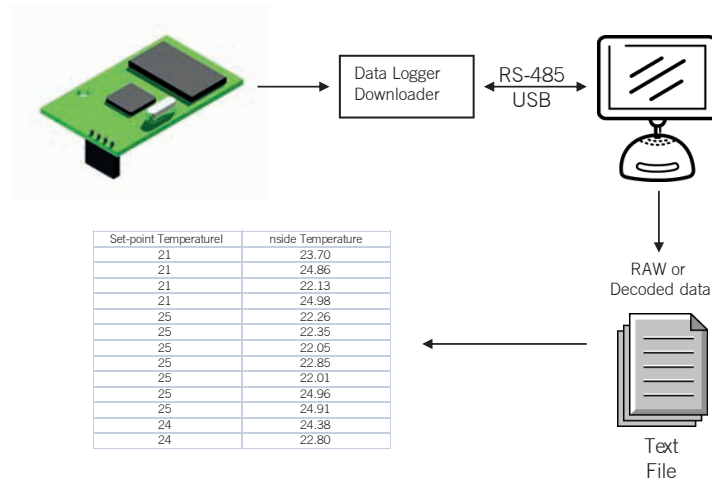 Data Logger
Downloader
RS-485
USB
RAW or
Decoded data
Text
File
Set-point Temperaturel nside Temperature
21 23.70
21 24.86
21 22.13
21 24.98
25 22.26
25 22.35
25 22.05
25 22.85
25 22.01
25 24.96
25 24.91
24 24.38
24 22.80